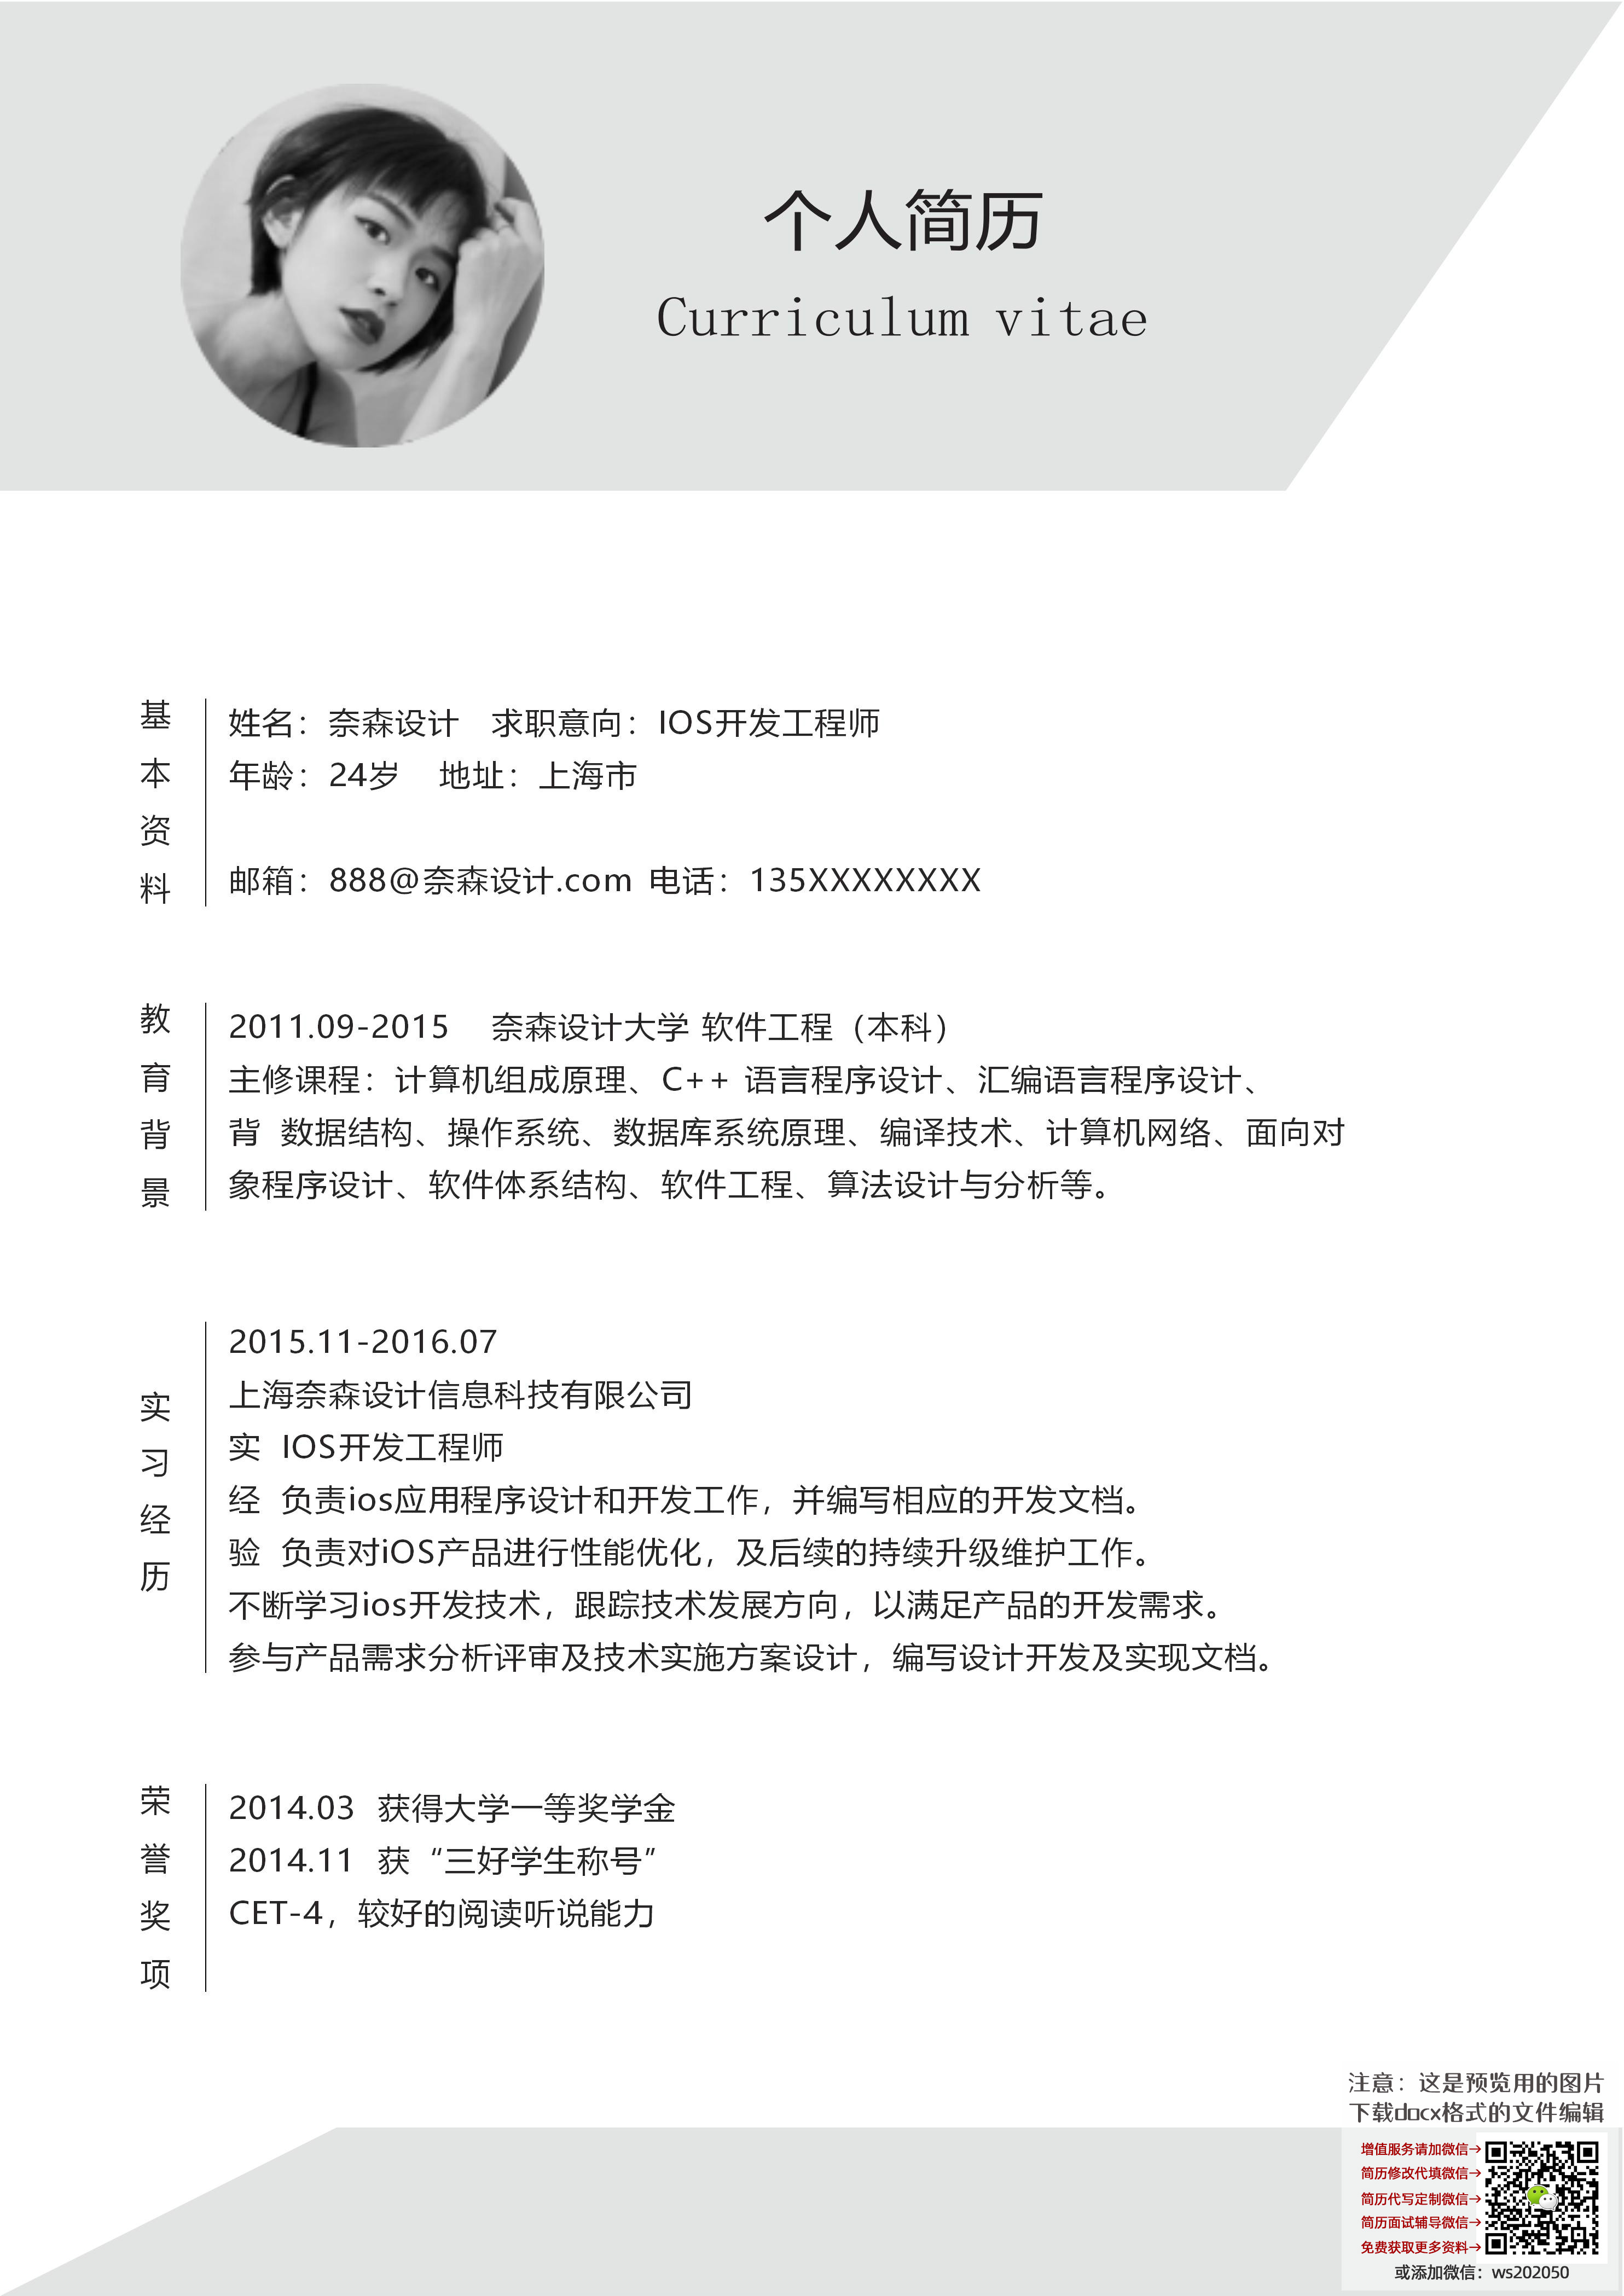 个人简历
Curriculum vitae
基本资料
姓名：奈森设计 求职意向：IOS开发工程师
年龄：24岁 地址：上海市
邮箱：888@奈森设计.com 电话：135XXXXXXXX
教育背景
2011.09-2015 奈森设计大学 软件工程（本科）
主修课程：计算机组成原理、C++ 语言程序设计、汇编语言程序设计、
背 数据结构、操作系统、数据库系统原理、编译技术、计算机网络、面向对
象程序设计、软件体系结构、软件工程、算法设计与分析等。
实习经历
2015.11-2016.07
上海奈森设计信息科技有限公司
实 IOS开发工程师
经 负责ios应用程序设计和开发工作，并编写相应的开发文档。
验 负责对iOS产品进行性能优化，及后续的持续升级维护工作。
不断学习ios开发技术，跟踪技术发展方向，以满足产品的开发需求。
参与产品需求分析评审及技术实施方案设计，编写设计开发及实现文档。
荣誉奖项
2014.03 获得大学一等奖学金
2014.11 获“三好学生称号”
CET-4，较好的阅读听说能力
注意：这是预览用的图片
下载docx格式的文件编辑
增值服务请加微信→
简历修改代填微信→
简历代写定制微信→
简历面试辅导微信→
免费获取更多资料→
或添加微信：ws202050